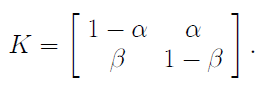 K = [ 1 − α α
β 1 − β ] .